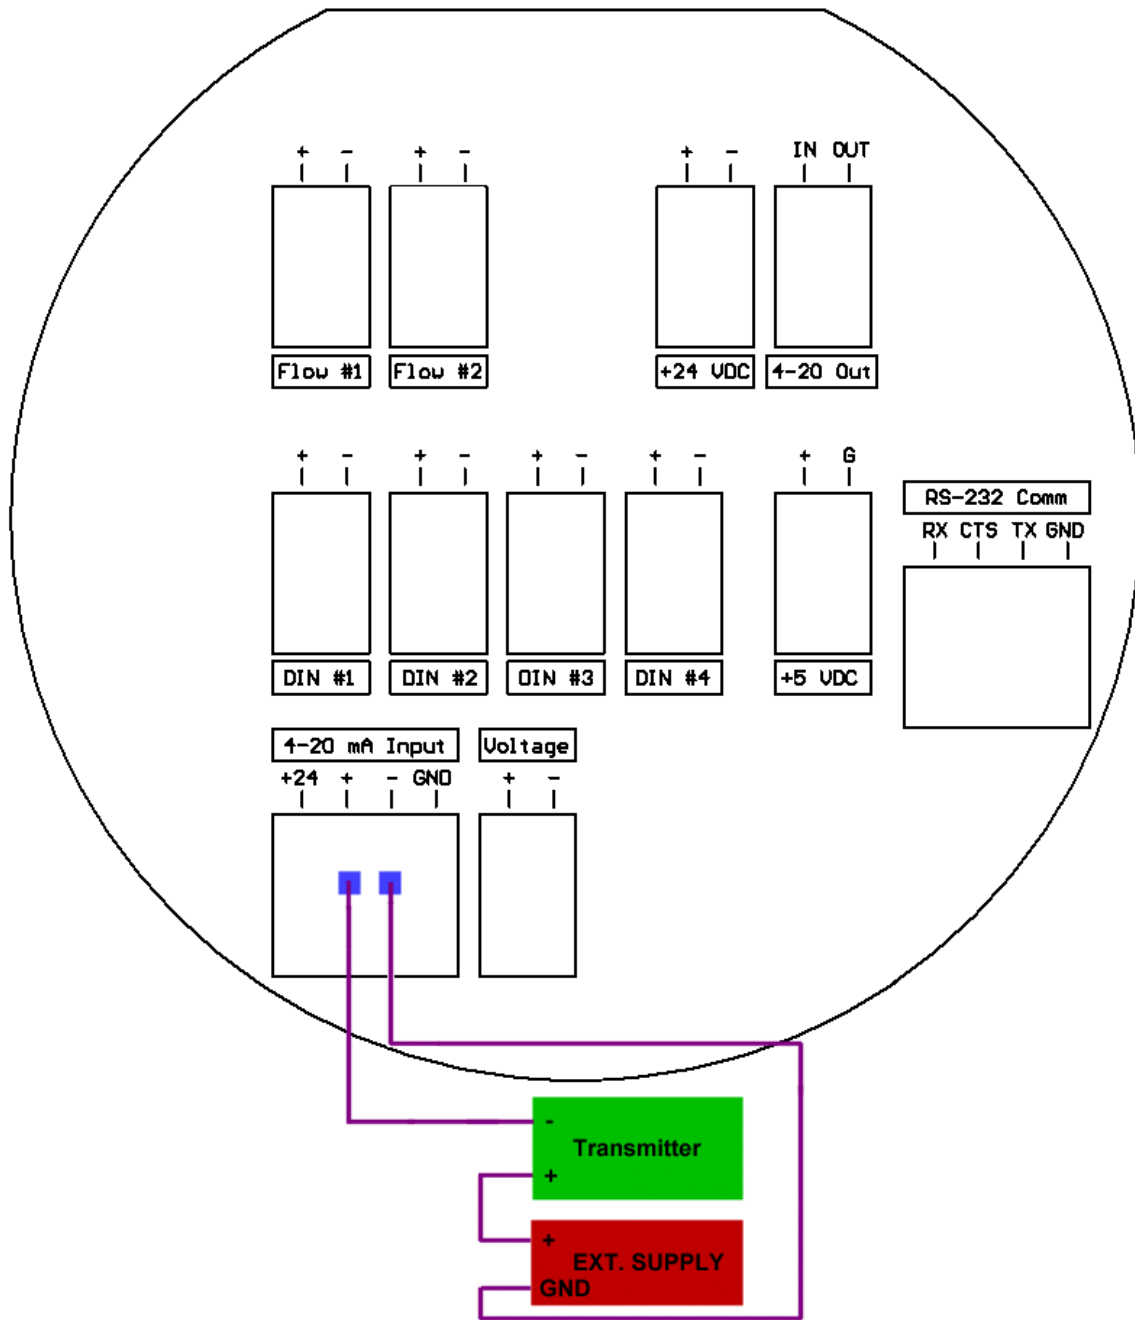 + - + - + - IN OUT
Flow #1 Flow #2 +24 VDC 4-20 Out
+ - + - + - + - + G
RS-232 Comm
RX CTS TX GND
DIN #1 DIN #2 OIN #3 DIN #4 +5 VDC
4-20 mA Input Voltage
+24 + - GND + -
-
Transmitter
+
+
EXT. SUPPLY
GND